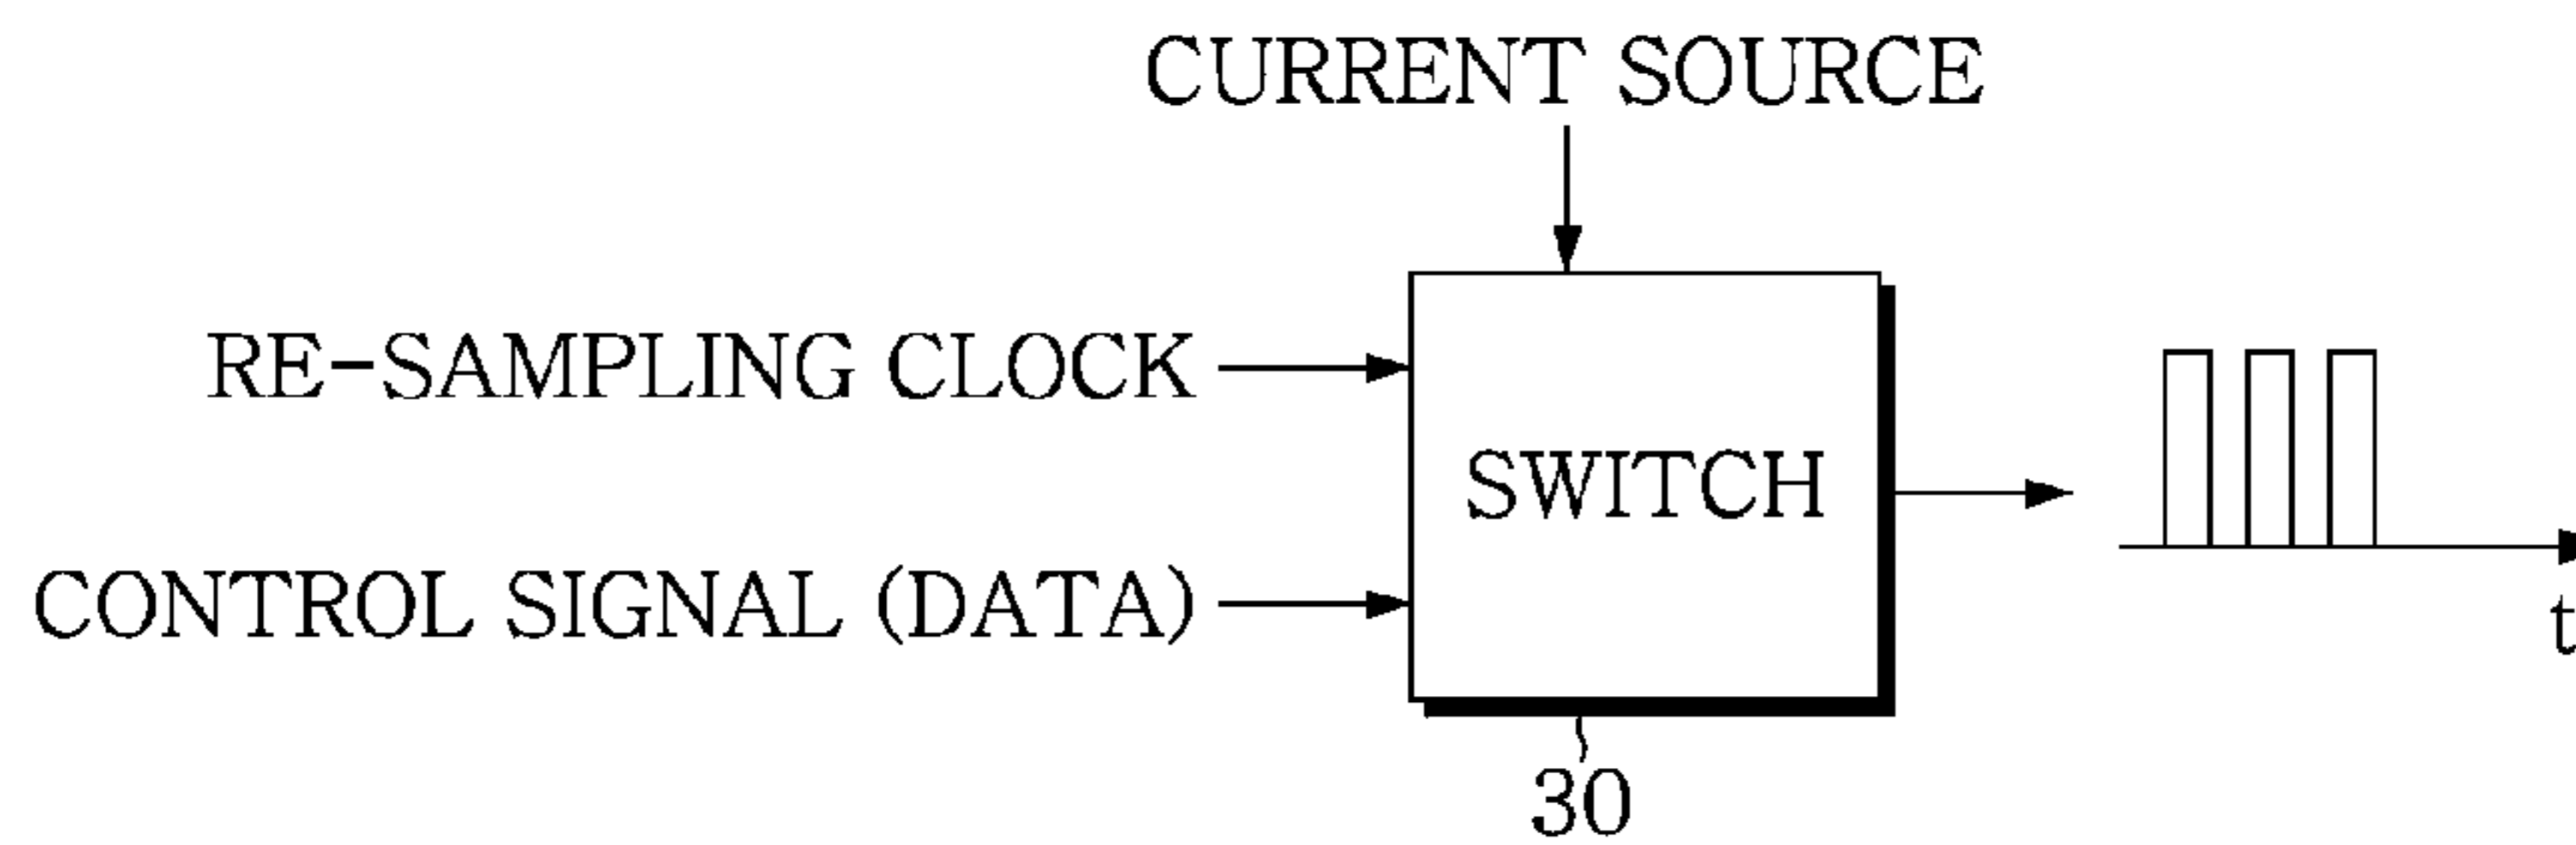 CURRENT SOURCE
RE-SAMPLING CLOCK
SWITCH
CONTROL SIGNAL (DATA)
t
30